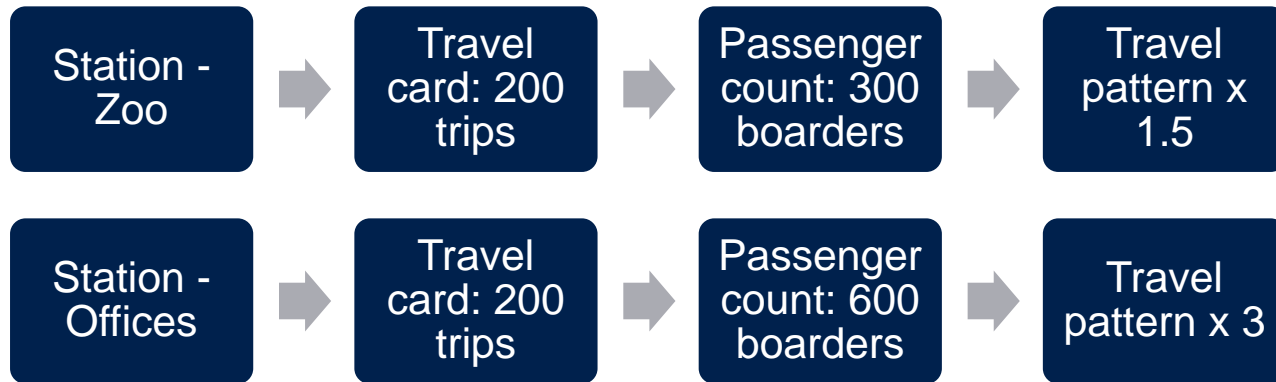 Station -
Zoo
Travel
card: 200
trips
Passenger
count: 300
boarders
Travel
pattern x
1.5
Station -
Offices
Travel
card: 200
trips
Passenger
count: 600
boarders
Travel
pattern x 3